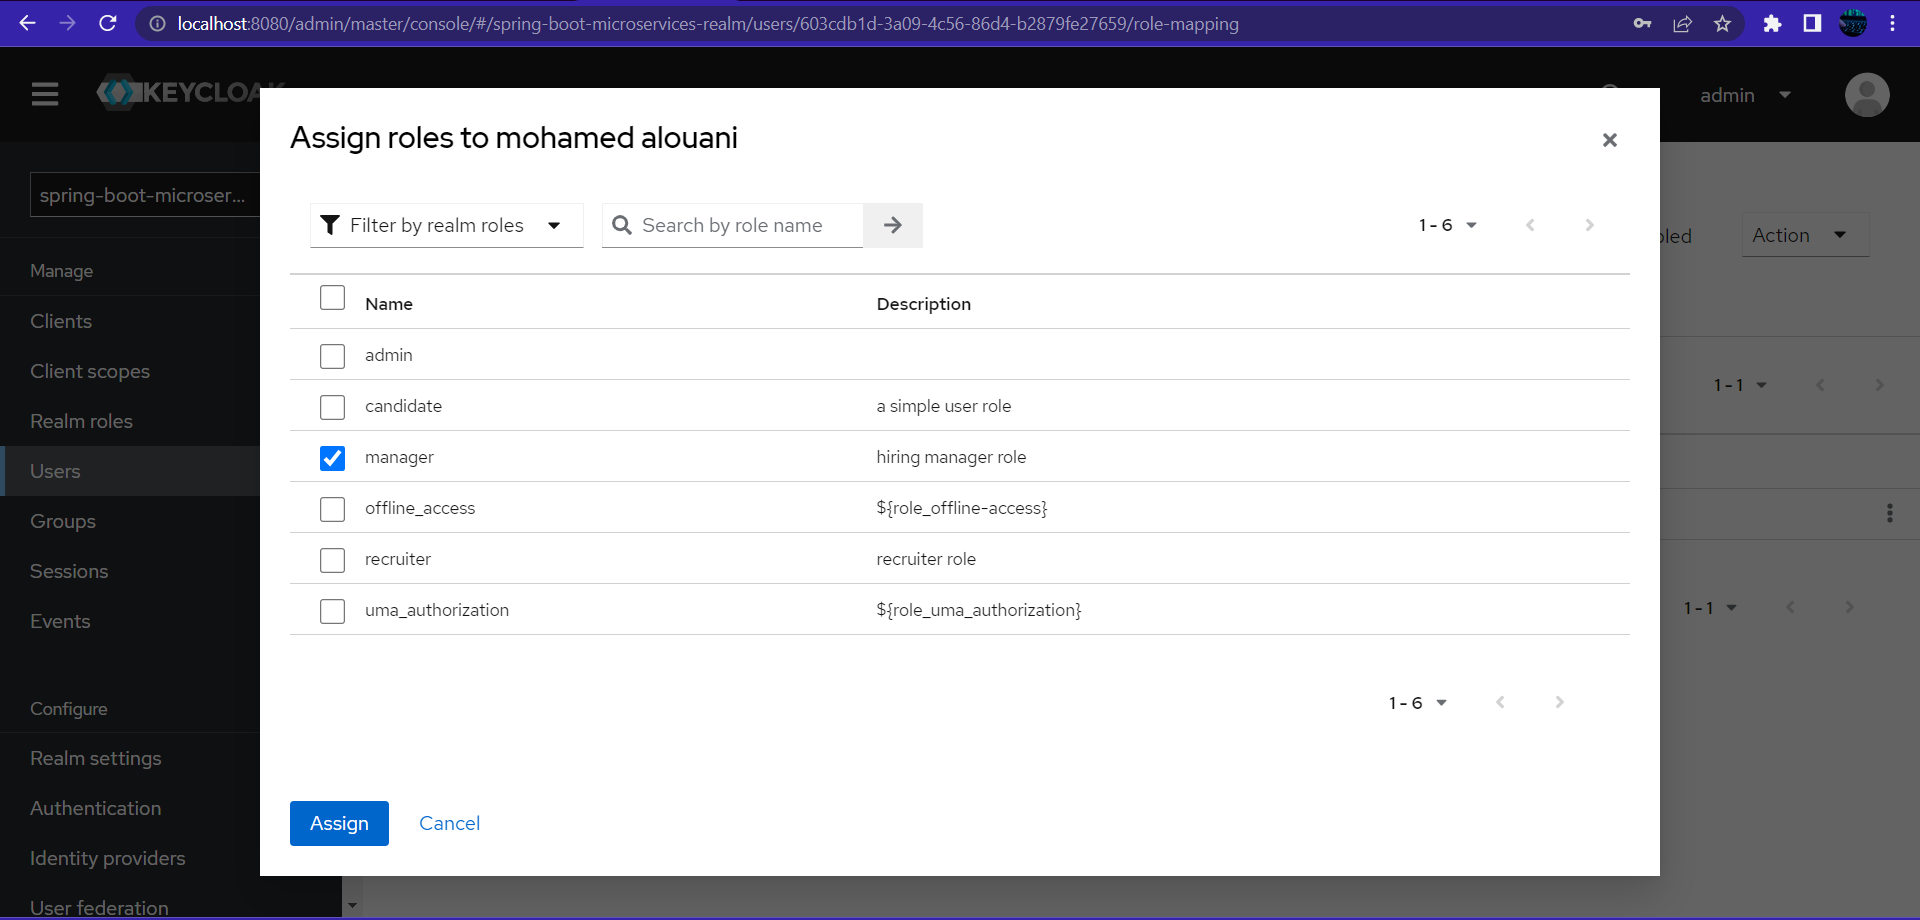 localhost:8080/admin/master/console/#/spring-boot-microservices-realm/users/603cdb1d-3a09-4c56-86d4-b2879fe27659/role-mapping
KEYCLOAK
admin
Assign roles to mohamed alouani
spring-boot-microser...
Filter by realm roles
Search by role name
1 - 6
Action
Manage
Name Description
Clients
admin
Client scopes
1 - 1
candidate a simple user role
Realm roles
manager hiring manager role
Users
offline_access ${role_offline-access}
Groups
recruiter recruiter role
Sessions
uma_authorization ${role_uma_authorization}
1 - 1
Events
1 - 6
Configure
Realm settings
Authentication
Assign Cancel
Identity providers
User federation